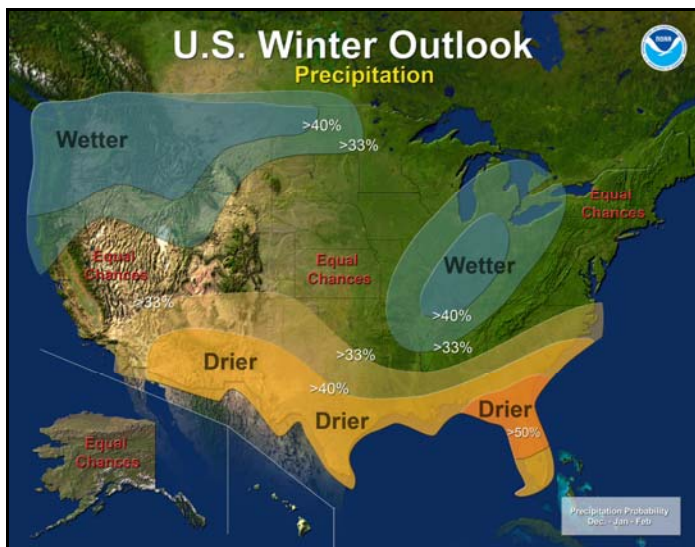 U.S. Winter Outlook
Precipitation
NOAA
Wetter
>40%
>33%
Equal
Chances
Equal
Chances
Equal
Chances
Wetter
>40%
>33%
>33%
>33%
Drier
>40%
Drier
Drier
>50%
Equal
Chances
Precipitation Probability
Dec. - Jan - Feb